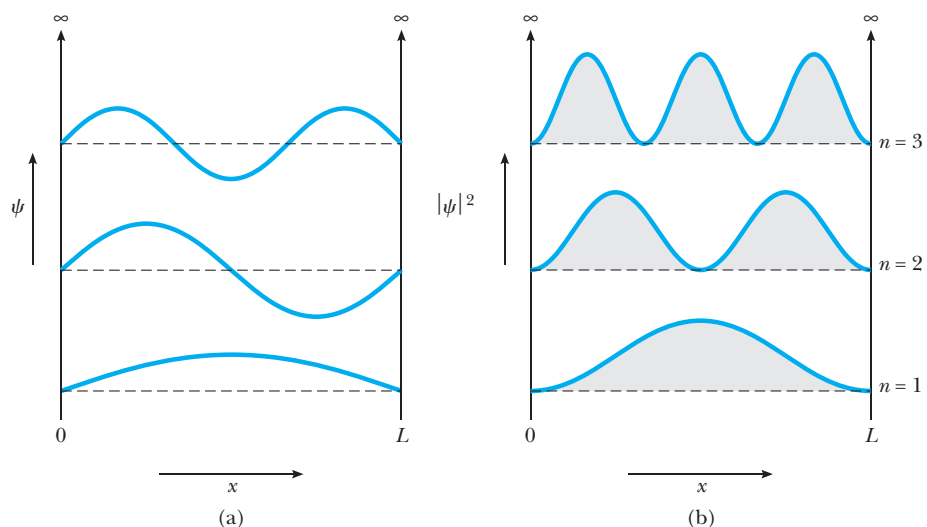 ∞ ∞ ∞ ∞
n = 3
ψ |ψ|²
n = 2
n = 1
0 L 0 L
x x
(a) (b)